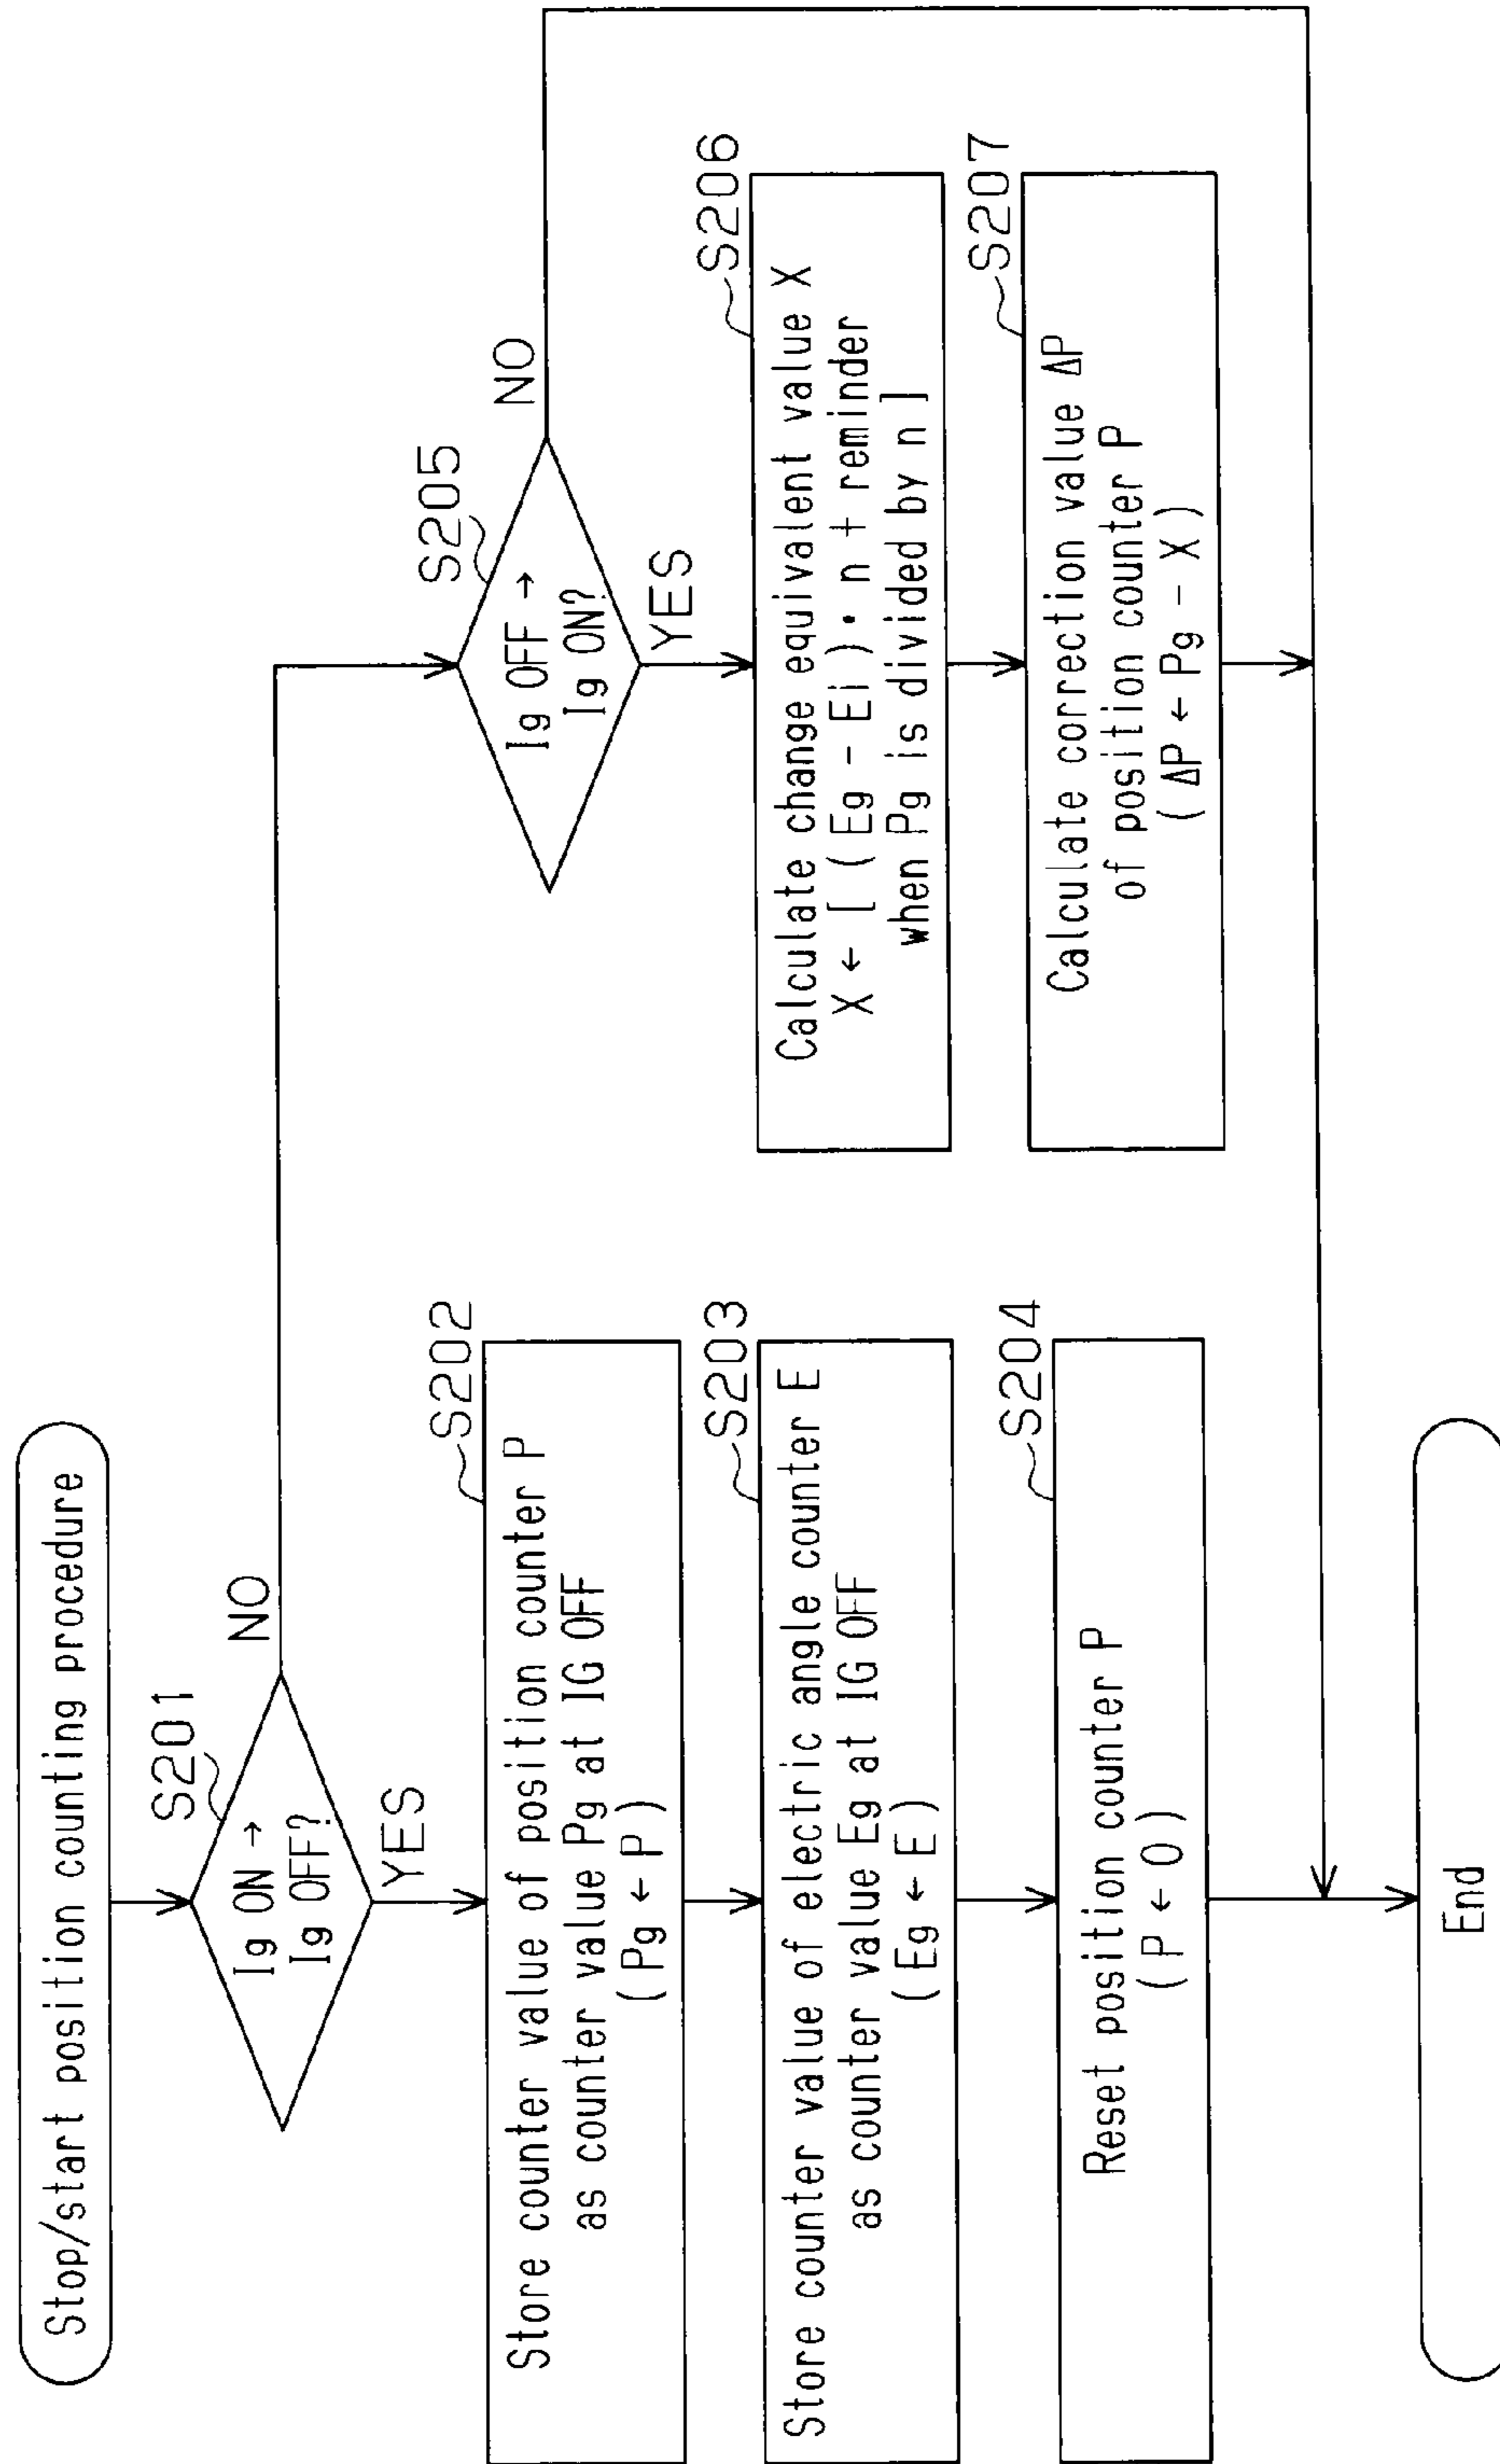 Stop/start position counting procedure
S201
Ig ON →
Ig OFF?
NO
YES
S202
Store counter value of position counter P
as counter value Pg at IG OFF
(Pg ← P)
S203
Store counter value of electric angle counter E
as counter value Eg at IG OFF
(Eg ← E)
S204
Reset position counter P
(P ← 0)
S205
Ig OFF →
Ig ON?
NO
YES
S206
Calculate change equivalent value X
X ← [ (Eg - Ei) • n + reminder
when Pg is divided by n ]
S207
Calculate correction value ΔP
of position counter P
(ΔP ← Pg - X)
End